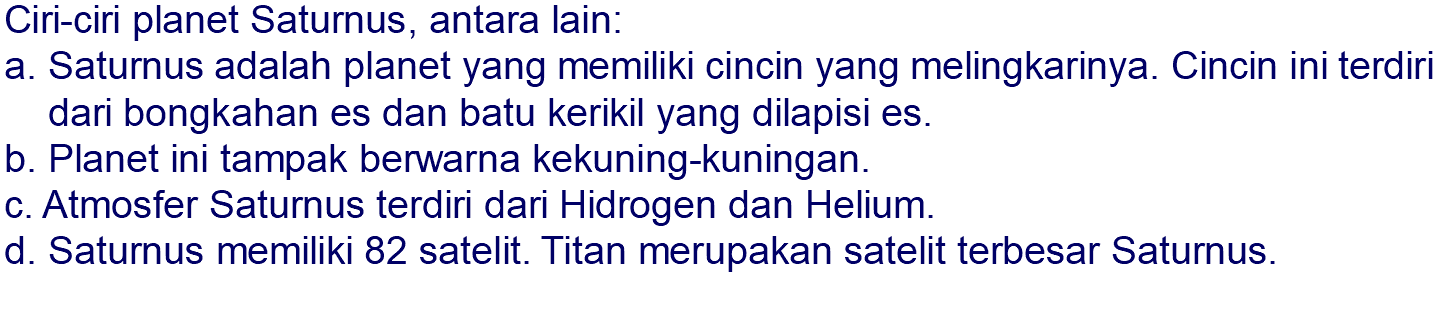 Ciri-ciri planet Saturnus, antara lain:
a. Saturnus adalah planet yang memiliki cincin yang melingkarinya. Cincin ini terdiri
dari bongkahan es dan batu kerikil yang dilapisi es.
b. Planet ini tampak berwarna kekuning-kuningan.
c. Atmosfer Saturnus terdiri dari Hidrogen dan Helium.
d. Saturnus memiliki 82 satelit. Titan merupakan satelit terbesar Saturnus.